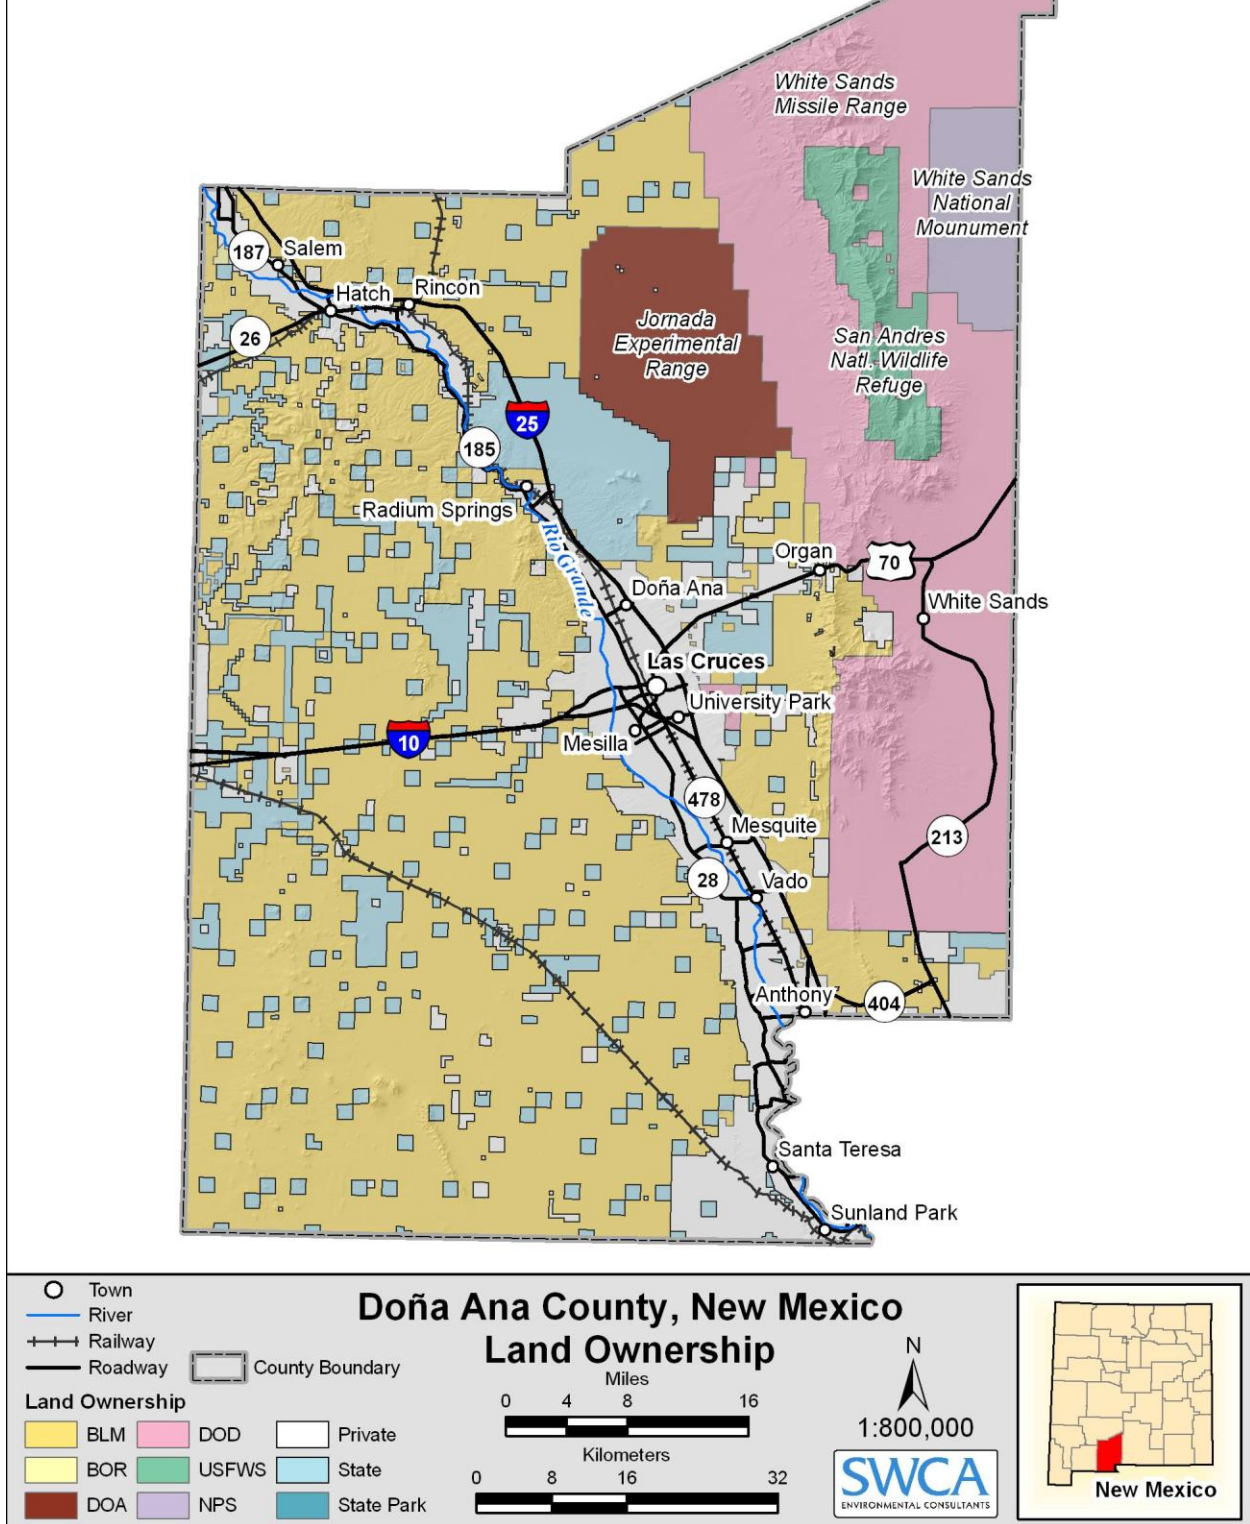 White Sands
Missile Range
White Sands
National
Mounument
187
Salem
Hatch
Rincon
26
Jornada
Experimental
Range
San Andres
Natl. Wildlife
Refuge
25
185
Radium Springs
Rio Grande
Organ
70
Doña Ana
White Sands
Las Cruces
University Park
10
Mesilla
478
Mesquite
213
28
Vado
Anthony
404
Santa Teresa
Sunland Park
Town
River
Railway
Roadway
County Boundary
Land Ownership
BLM
DOD
Private
BOR
USFWS
State
DOA
NPS
State Park
Doña Ana County, New Mexico
Land Ownership
Miles
0 4 8 16
Kilometers
0 8 16 32
N
1:800,000
SWCA
ENVIRONMENTAL CONSULTANTS
New Mexico